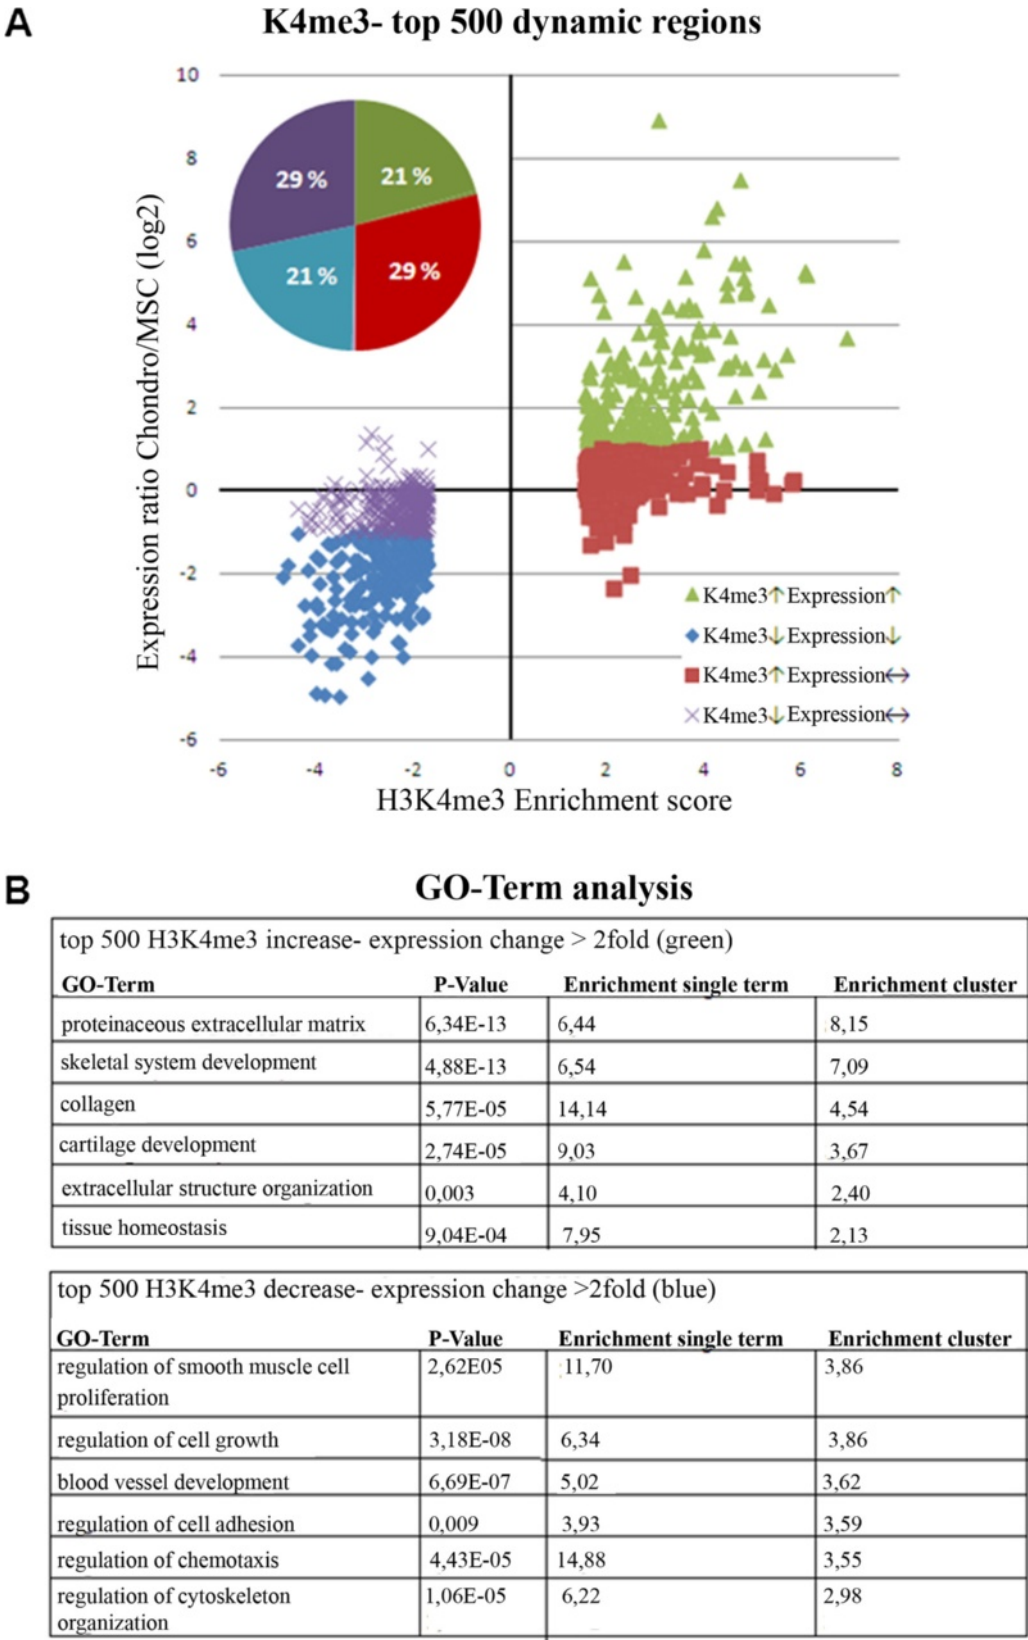 A
K4me3- top 500 dynamic regions
10
8
6
4
2
0
-2
-4
-6
Expression ratio Chondro/MSC (log2)
29 %
21 %
21 %
29 %
K4me3↑ Expression↑
K4me3↓ Expression↓
K4me3↑ Expression↔
K4me3↓ Expression↔
-6 -4 -2 0 2 4 6 8
H3K4me3 Enrichment score
B
GO-Term analysis
top 500 H3K4me3 increase- expression change > 2fold (green)
GO-Term P-Value Enrichment single term Enrichment cluster
proteinaceous extracellular matrix 6,34E-13 6,44 8,15
skeletal system development 4,88E-13 6,54 7,09
collagen 5,77E-05 14,14 4,54
cartilage development 2,74E-05 9,03 3,67
extracellular structure organization 0,003 4,10 2,40
tissue homeostasis 9,04E-04 7,95 2,13
top 500 H3K4me3 decrease- expression change >2fold (blue)
GO-Term P-Value Enrichment single term Enrichment cluster
regulation of smooth muscle cell 2,62E05 11,70 3,86
proliferation
regulation of cell growth 3,18E-08 6,34 3,86
blood vessel development 6,69E-07 5,02 3,62
regulation of cell adhesion 0,009 3,93 3,59
regulation of chemotaxis 4,43E-05 14,88 3,55
regulation of cytoskeleton 1,06E-05 6,22 2,98
organization